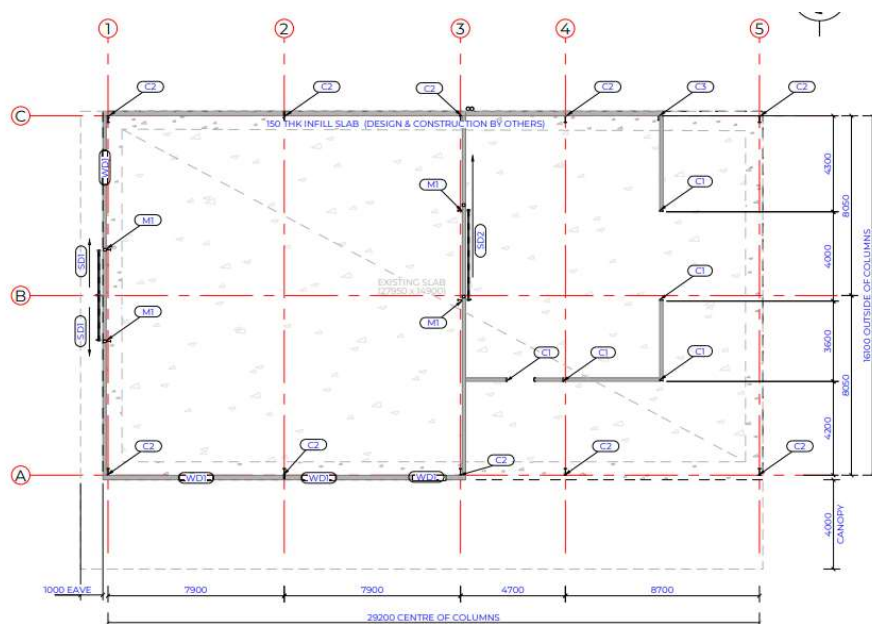 1
2
3
4
5
C2
C2
C2
C2
C3
C2
C
150 THK INFILL SLAB (DESIGN & CONSTRUCTION BY OTHERS)
WD1
4300
M1
C1
8050
M1
SD2
SD1
4000
EXISTING SLAB
(27950 x 14900)
C1
B
SD1
M1
M1
16100 OUTSIDE OF COLUMNS
3600
C1
C1
C1
8050
4200
C2
C2
C2
C2
C2
A
WD1
WD1
4000
CANOPY
1000 EAVE
7900
7900
4700
8700
29200 CENTRE OF COLUMNS